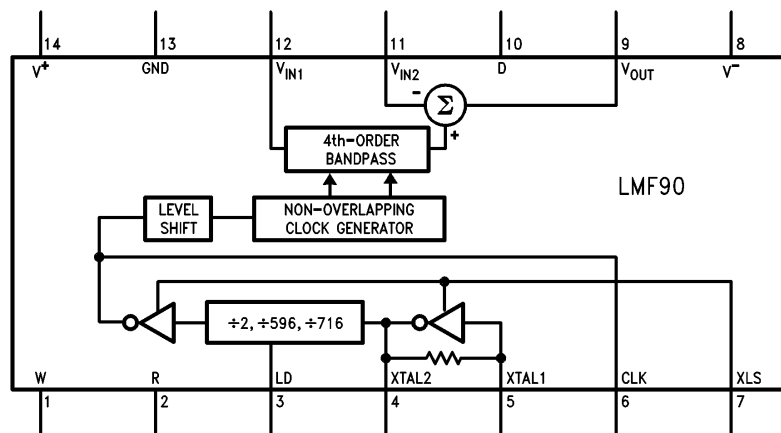 14 13 12 11 10 9 8
V+ GND VIN1 VIN2 D VOUT V−
− Σ
+
4th-ORDER
BANDPASS
LMF90
LEVEL
SHIFT
NON-OVERLAPPING
CLOCK GENERATOR
÷2, ÷596, ÷716
W R LD XTAL2 XTAL1 CLK XLS
1 2 3 4 5 6 7